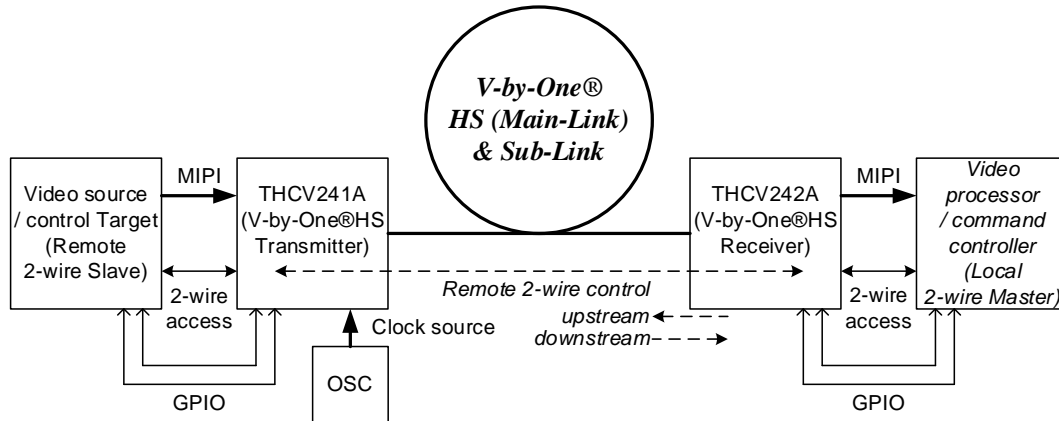 V-by-One®
HS (Main-Link)
& Sub-Link
Video source
/ control Target
(Remote
2-wire Slave)
MIPI
2-wire
access
THCV241A
(V-by-One®HS
Transmitter)
Remote 2-wire control
upstream
downstream
THCV242A
(V-by-One®HS
Receiver)
MIPI
2-wire
access
Video
processor
/ command
controller
(Local
2-wire Master)
Clock source
OSC
GPIO
GPIO